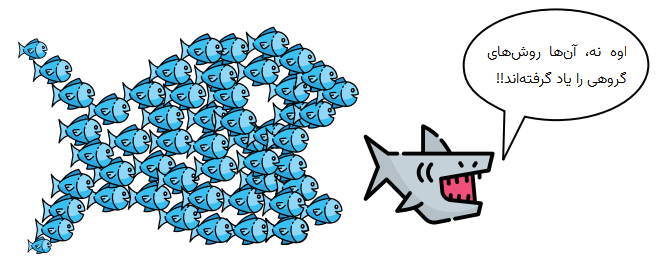 اوه نه، آن‌ها روش‌های
گروهی را یاد گرفته‌اند!!